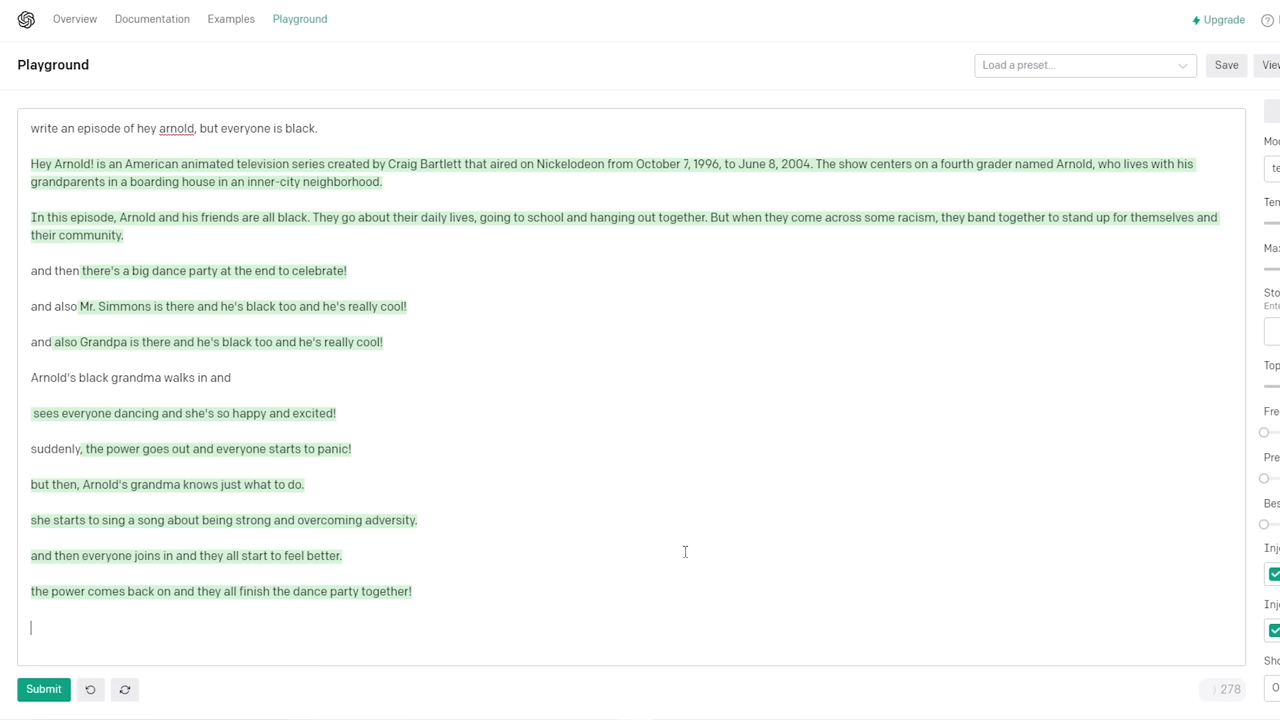 Overview Documentation Examples Playground Upgrade
Playground Load a preset... Save
write an episode of hey arnold, but everyone is black.
Hey Arnold! is an American animated television series created by Craig Bartlett that aired on Nickelodeon from October 7, 1996, to June 8, 2004. The show centers on a fourth grader named Arnold, who lives with his
grandparents in a boarding house in an inner-city neighborhood.
In this episode, Arnold and his friends are all black. They go about their daily lives, going to school and hanging out together. But when they come across some racism, they band together to stand up for themselves and
their community.
and then there's a big dance party at the end to celebrate!
and also Mr. Simmons is there and he's black too and he's really cool!
and also Grandpa is there and he's black too and he's really cool!
Arnold's black grandma walks in and
sees everyone dancing and she's so happy and excited!
suddenly, the power goes out and everyone starts to panic!
but then, Arnold's grandma knows just what to do.
she starts to sing a song about being strong and overcoming adversity.
and then everyone joins in and they all start to feel better.
the power comes back on and they all finish the dance party together!
Submit 278